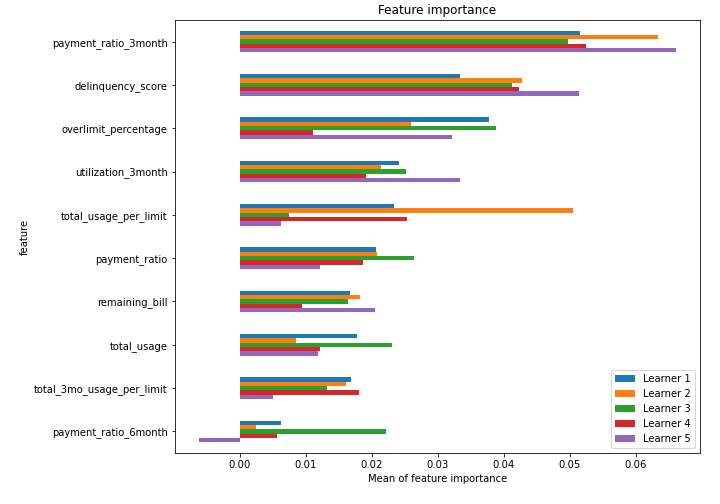 Feature importance
payment_ratio_3month
delinquency_score
overlimit_percentage
utilization_3month
total_usage_per_limit
payment_ratio
remaining_bill
total_usage
total_3mo_usage_per_limit
payment_ratio_6month
feature
Learner 1
Learner 2
Learner 3
Learner 4
Learner 5
0.00 0.01 0.02 0.03 0.04 0.05 0.06
Mean of feature importance